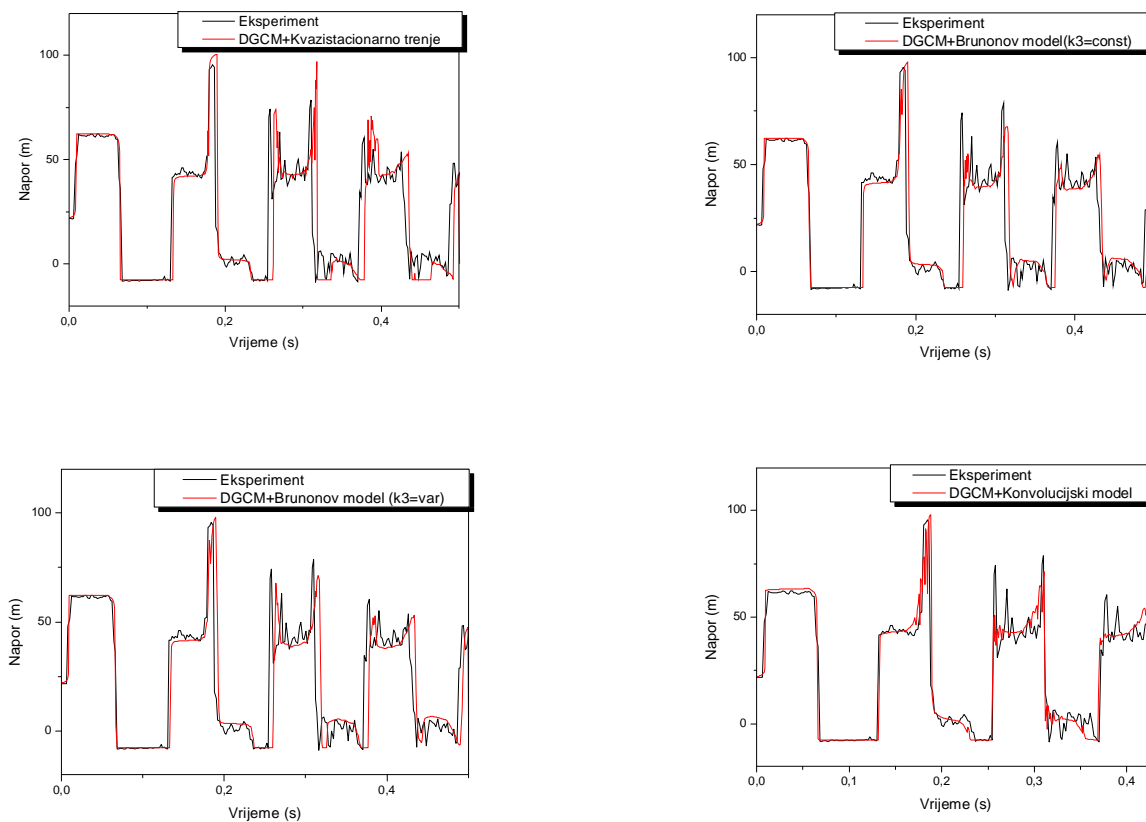 Eksperiment
DGCM+Kvazistacionarno trenje
100
50
0
Napor (m)
0,0
0,2
0,4
Vrijeme (s)
Eksperiment
DGCM+Brunonov model(k3=const)
100
50
0
Napor (m)
0,0
0,2
0,4
Vrijeme (s)
Eksperiment
DGCM+Brunonov model (k3=var)
100
50
0
Napor (m)
0,0
0,2
0,4
Vrijeme (s)
Eksperiment
DGCM+Konvolucijski model
100
50
0
Napor (m)
0,0
0,1
0,2
0,3
0,4
Vrijeme (s)